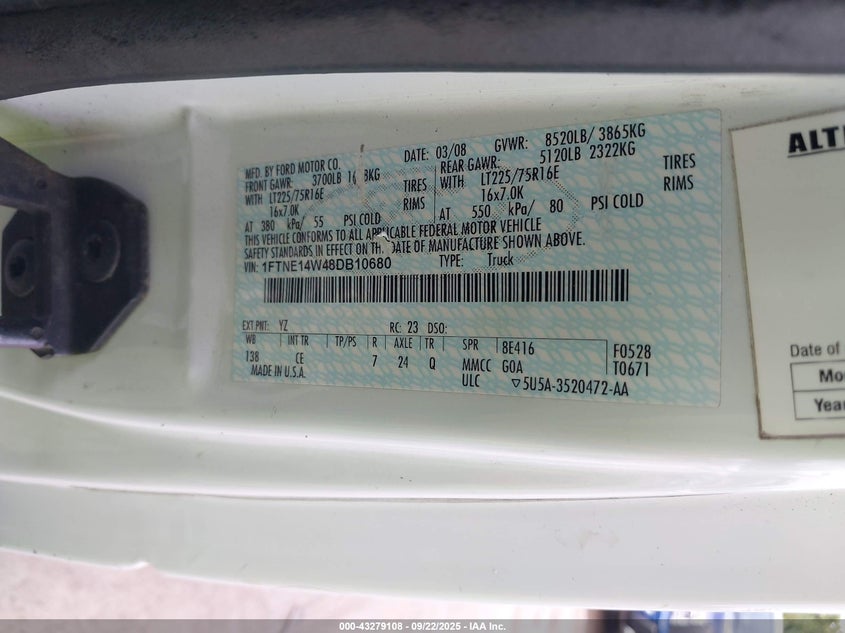 MFD. BY FORD MOTOR CO.
DATE: 03/08 GVWR: 8520LB/ 3865KG
FRONT GAWR: 3700LB
REAR GAWR: 5120LB 2322KG
WITH LT225/75R16E TIRES
WITH LT225/75R16E TIRES
16x7.0K RIMS
16x7.0K RIMS
AT 380 kPa/ 55 PSI COLD
AT 550 kPa/ 80 PSI COLD
THIS VEHICLE CONFORMS TO ALL APPLICABLE FEDERAL MOTOR VEHICLE
SAFETY STANDARDS IN EFFECT ON THE DATE OF MANUFACTURE SHOWN ABOVE.
VIN: 1FTNE14W48DB10680 TYPE: Truck
EXT PNT: YZ RC: 23 DSO:
WB INT TR TP/PS R AXLE TR SPR 8E416 F0528
138 CE 7 24 Q MMCC GOA T0671
MADE IN U.S.A. ULC ▽5U5A-3520472-AA
Date of
000-43279108 - 09/22/2025 - IAA Inc.